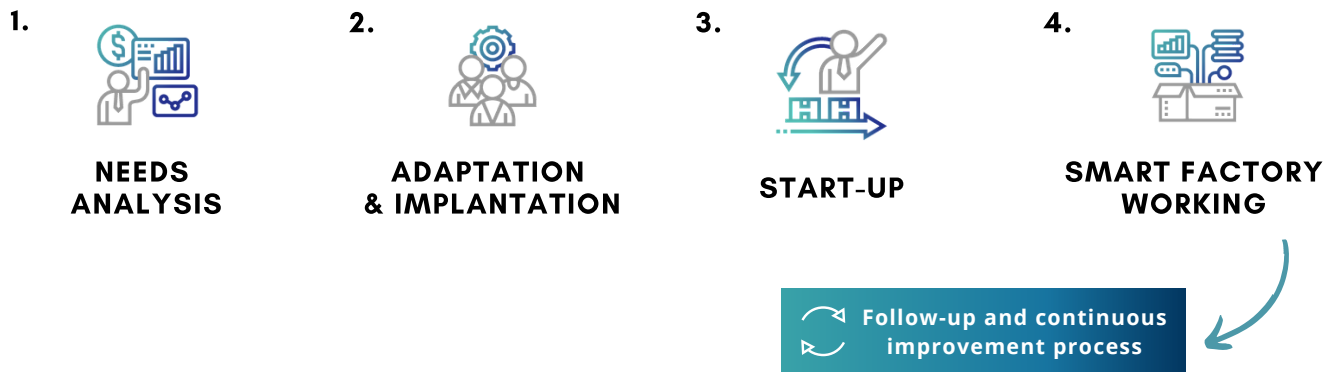 1.
NEEDS
ANALYSIS
2.
ADAPTATION
& IMPLANTATION
3.
START-UP
4.
SMART FACTORY
WORKING
Follow-up and continuous
improvement process